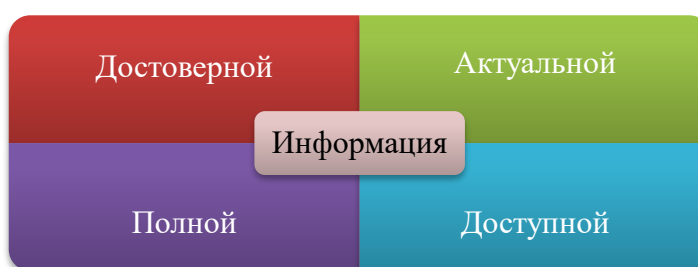 Достоверной
Актуальной
Информация
Полной
Доступной